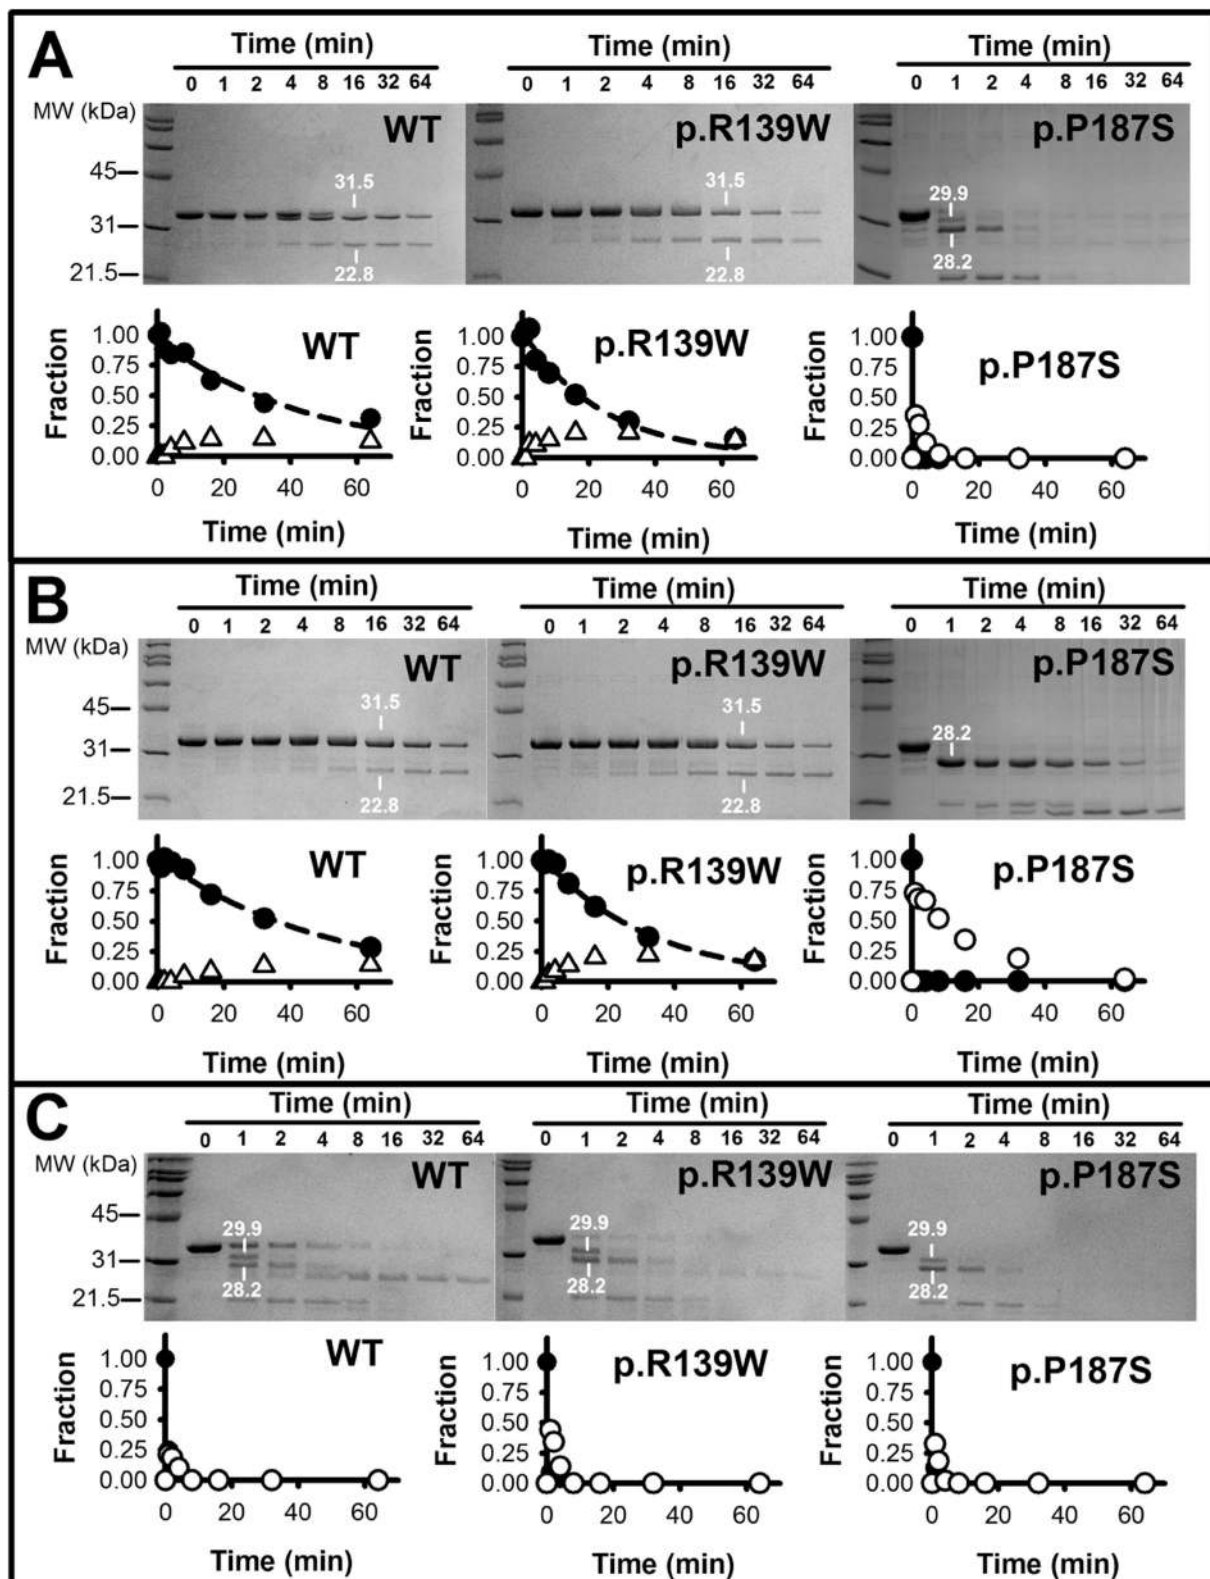 A
Time (min) Time (min) Time (min)
0 1 2 4 8 16 32 64 0 1 2 4 8 16 32 64 0 1 2 4 8 16 32 64
MW (kDa)
WT p.R139W p.P187S
45
31.5 31.5 29.9
31
22.8 22.8 28.2
21.5
WT p.R139W p.P187S
Fraction Fraction Fraction
1.00 1.00 1.00
0.75 0.75 0.75
0.50 0.50 0.50
0.25 0.25 0.25
0.00 0.00 0.00
0 20 40 60 0 20 40 60 0 20 40 60
Time (min) Time (min) Time (min)
B
Time (min) Time (min) Time (min)
0 1 2 4 8 16 32 64 0 1 2 4 8 16 32 64 0 1 2 4 8 16 32 64
MW (kDa)
WT p.R139W p.P187S
45
31.5 31.5 28.2
31
22.8 22.8
21.5
WT p.R139W p.P187S
Fraction Fraction Fraction
1.00 1.00 1.00
0.75 0.75 0.75
0.50 0.50 0.50
0.25 0.25 0.25
0.00 0.00 0.00
0 20 40 60 0 20 40 60 0 20 40 60
Time (min) Time (min) Time (min)
C
Time (min) Time (min) Time (min)
0 1 2 4 8 16 32 64 0 1 2 4 8 16 32 64 0 1 2 4 8 16 32 64
MW (kDa)
WT p.R139W p.P187S
45
29.9 29.9 29.9
31
28.2 28.2 28.2
21.5
WT p.R139W p.P187S
Fraction Fraction Fraction
1.00 1.00 1.00
0.75 0.75 0.75
0.50 0.50 0.50
0.25 0.25 0.25
0.00 0.00 0.00
0 20 40 60 0 20 40 60 0 20 40 60
Time (min) Time (min) Time (min)